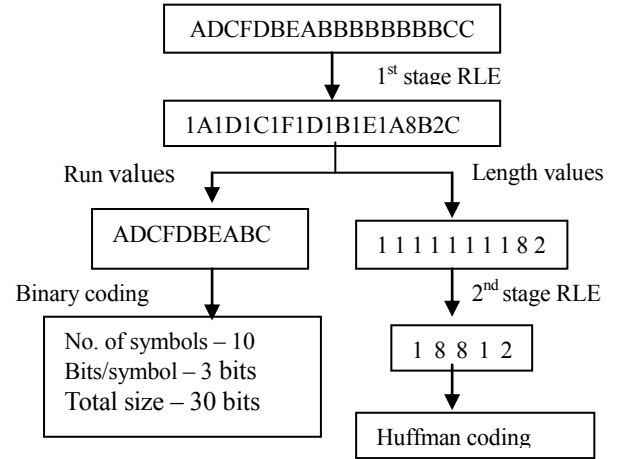 ADCFDBEABBBBBBBBCC
1st stage RLE
1A1D1C1F1D1B1E1A8B2C
Run values
Length values
ADCFDBEABC
1 1 1 1 1 1 1 1 8 2
Binary coding
2nd stage RLE
No. of symbols – 10
Bits/symbol – 3 bits
Total size – 30 bits
1 8 8 1 2
Huffman coding